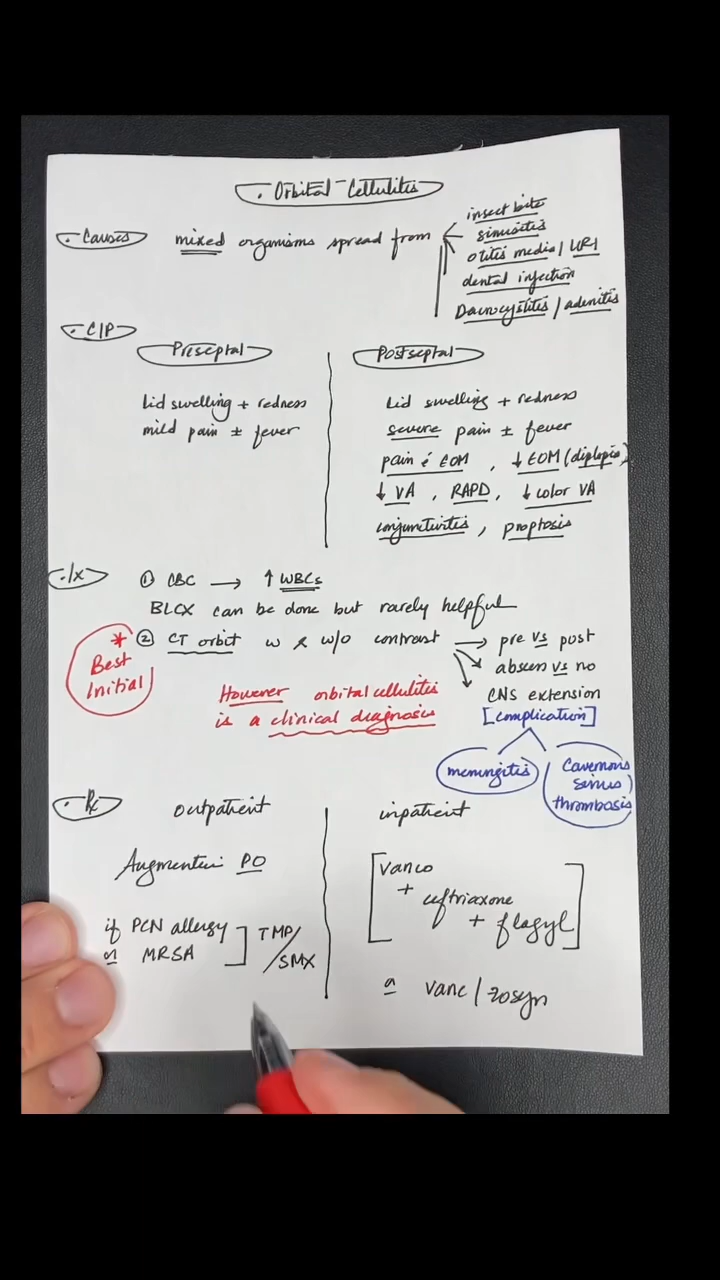 . Orbital Cellulitis
. Causes mixed organisms spread from
insect bite
sinusitis
otitis media / URI
dental infection
Dacrocystites / adenitis
. C/P
Preseptal
Lid swelling + redness
mild pain ± fever
Postseptal
Lid swelling + redness
severe pain ± fever
pain c̄ EOM , ↓ EOM (diplopia)
↓ VA , RAPD, ↓ color VA
conjunctivitis , proptosis
. Ix ① CBC → ↑ WBCs
BLCX can be done but rarely helpful
* Best Initial
② CT orbit w & w/o contrast → pre vs post
abscess vs no
CNS extension
[complication]
However orbital cellulitis
is a clinical diagnosis
meningitis
Cavernous
sinus
thrombosis
. Rx
outpatient
Augmentin PO
if PCN allergy
or MRSA ] TMP/SMX
inpatient
[vanco
+ ceftriaxone
+ flagyl]
or vanc / zosyn